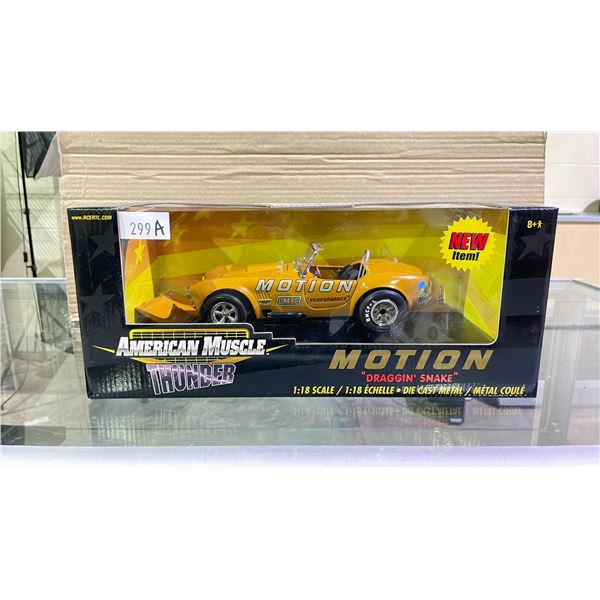 WWW.RCERTL.COM
299A
8+
NEW
Item!
MOTION
PERFORMANCE
AMERICAN MUSCLE
THUNDER
MOTION
"DRAGGIN' SNAKE"
1:18 SCALE / 1:18 ÉCHELLE • DIE CAST METAL / MÉTAL COULÉ